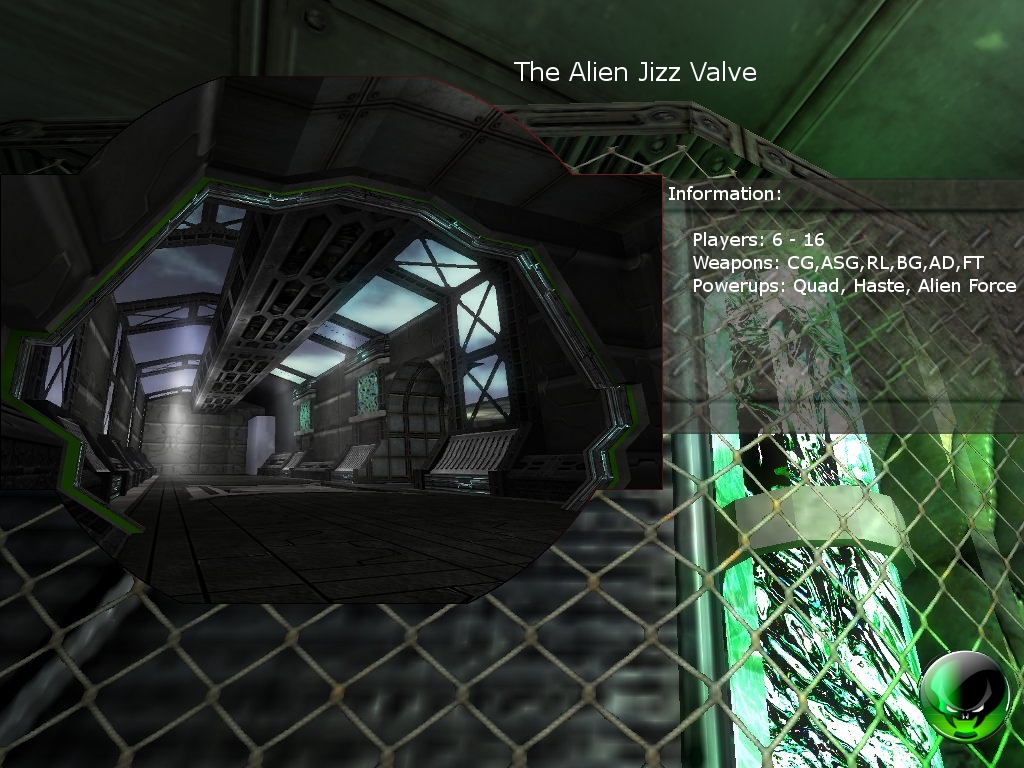 The Alien Jizz Valve
Information:
Players: 6 - 16
Weapons: CG,ASG,RL,BG,AD,FT
Powerups: Quad, Haste, Alien Force